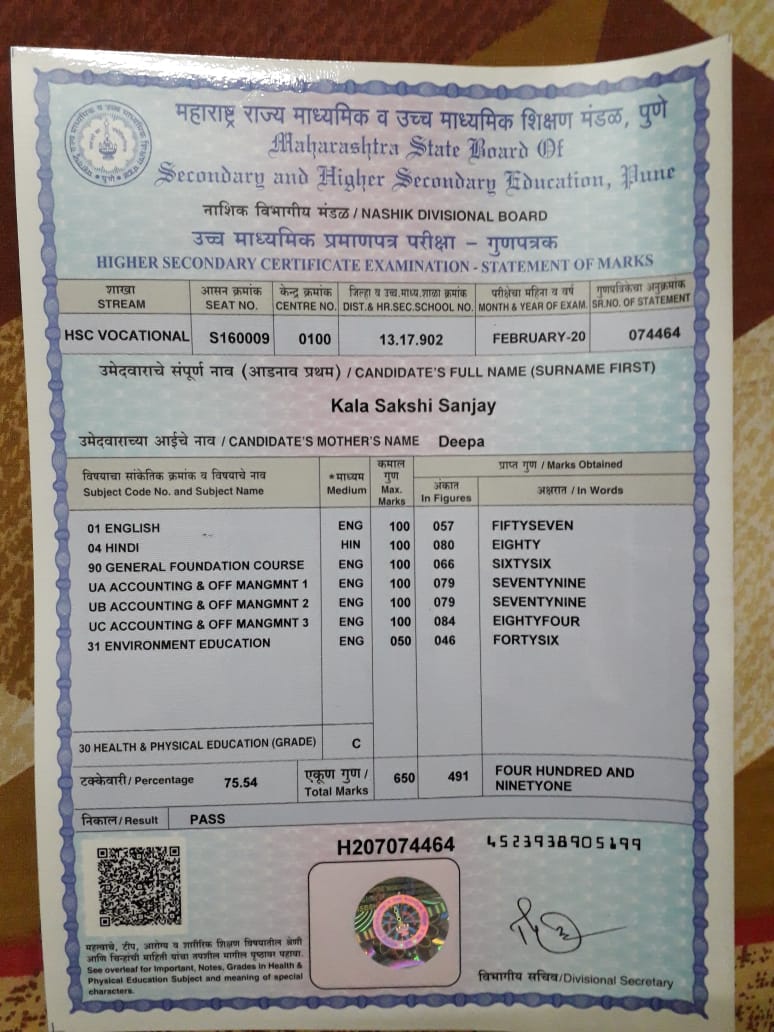 महाराष्ट्र राज्य माध्यमिक व उच्च माध्यमिक शिक्षण मंडळ, पुणे
Maharashtra State Board Of
Secondary and Higher Secondary Education, Pune
नाशिक विभागीय मंडळ / NASHIK DIVISIONAL BOARD
उच्च माध्यमिक प्रमाणपत्र परीक्षा – गुणपत्रक
HIGHER SECONDARY CERTIFICATE EXAMINATION - STATEMENT OF MARKS
शाखा आसन क्रमांक केन्द्र क्रमांक जिल्हा व उच्च.माध्य.शाळा क्रमांक परीक्षेचा महिना व वर्ष गुणपत्रिकेचा अनुक्रमांक
STREAM SEAT NO. CENTRE NO. DIST.& HR.SEC.SCHOOL NO. MONTH & YEAR OF EXAM. SR.NO. OF STATEMENT
HSC VOCATIONAL S160009 0100 13.17.902 FEBRUARY-20 074464
उमेदवाराचे संपूर्ण नाव (आडनाव प्रथम) / CANDIDATE'S FULL NAME (SURNAME FIRST)
Kala Sakshi Sanjay
उमेदवाराच्या आईचे नाव / CANDIDATE'S MOTHER'S NAME Deepa
विषयाचा सांकेतिक क्रमांक व विषयाचे नाव
Subject Code No. and Subject Name
*माध्यम
Medium
कमाल
गुण
Max.
Marks
प्राप्त गुण / Marks Obtained
अंकात
In Figures
अक्षरात / In Words
01 ENGLISH ENG 100 057 FIFTYSEVEN
04 HINDI HIN 100 080 EIGHTY
90 GENERAL FOUNDATION COURSE ENG 100 066 SIXTYSIX
UA ACCOUNTING & OFF MANGMNT 1 ENG 100 079 SEVENTYNINE
UB ACCOUNTING & OFF MANGMNT 2 ENG 100 079 SEVENTYNINE
UC ACCOUNTING & OFF MANGMNT 3 ENG 100 084 EIGHTYFOUR
31 ENVIRONMENT EDUCATION ENG 050 046 FORTYSIX
30 HEALTH & PHYSICAL EDUCATION (GRADE) C
टक्केवारी / Percentage 75.54
एकूण गुण /
Total Marks
650 491
FOUR HUNDRED AND
NINETYONE
निकाल / Result PASS
H207074464 4523938905199
महत्वाचे, टीप, आरोग्य व शारीरिक शिक्षण विषयातील श्रेणी
आणि चिन्हांची माहिती यांचा तपशील मागील पृष्ठावर पहावा.
See overleaf for Important, Notes, Grades in Health &
Physical Education Subject and meaning of special
characters.
विभागीय सचिव/Divisional Secretary